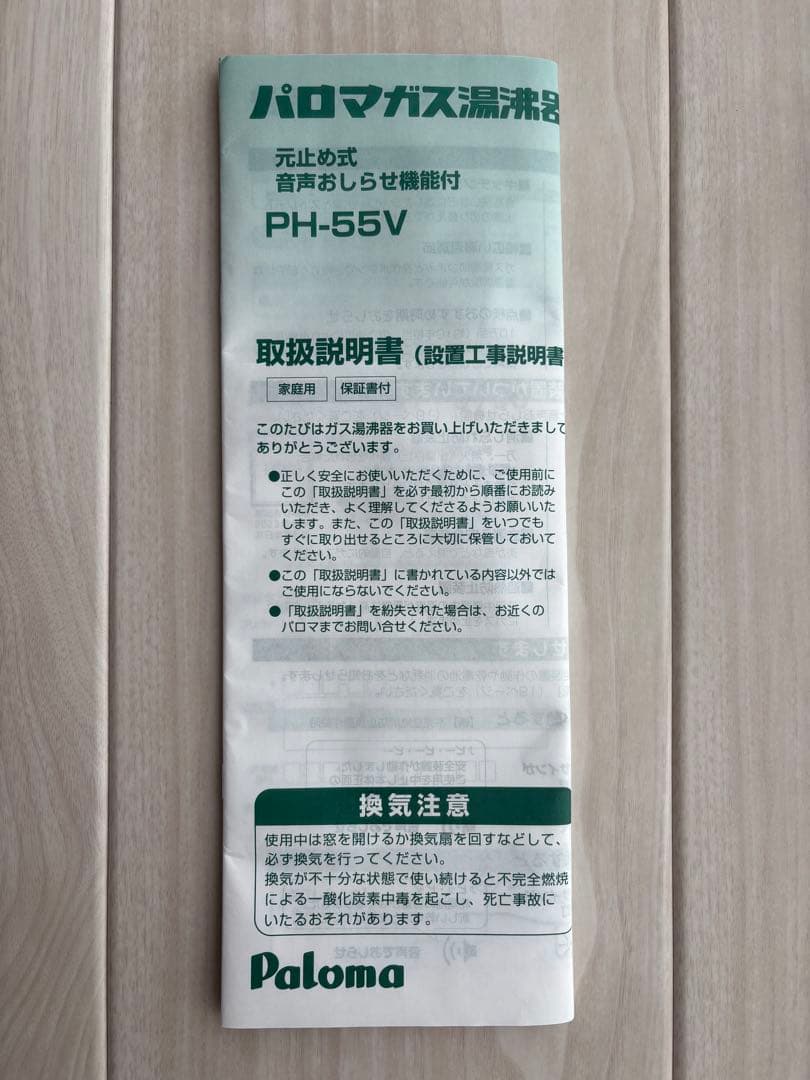 パロマガス湯沸器
元止め式
音声おしらせ機能付
PH-55V
取扱説明書（設置工事説明書
家庭用 保証書付
このたびはガス湯沸器をお買い上げいただきまして
ありがとうございます。
●正しく安全にお使いいただくために、ご使用前に
この「取扱説明書」を必ず最初から順番にお読み
いただき、よく理解してくださるようお願いいた
します。また、この「取扱説明書」をいつでも
すぐに取り出せるところに大切に保管しておいて
ください。
●この「取扱説明書」に書かれている内容以外では
ご使用にならないでください。
●「取扱説明書」を紛失された場合は、お近くの
パロマまでお問い合せください。
換気注意
使用中は窓を開けるか換気扇を回すなどして、
必ず換気を行ってください。
換気が不十分な状態で使い続けると不完全燃焼
による一酸化炭素中毒を起こし、死亡事故に
いたるおそれがあります。
Paloma